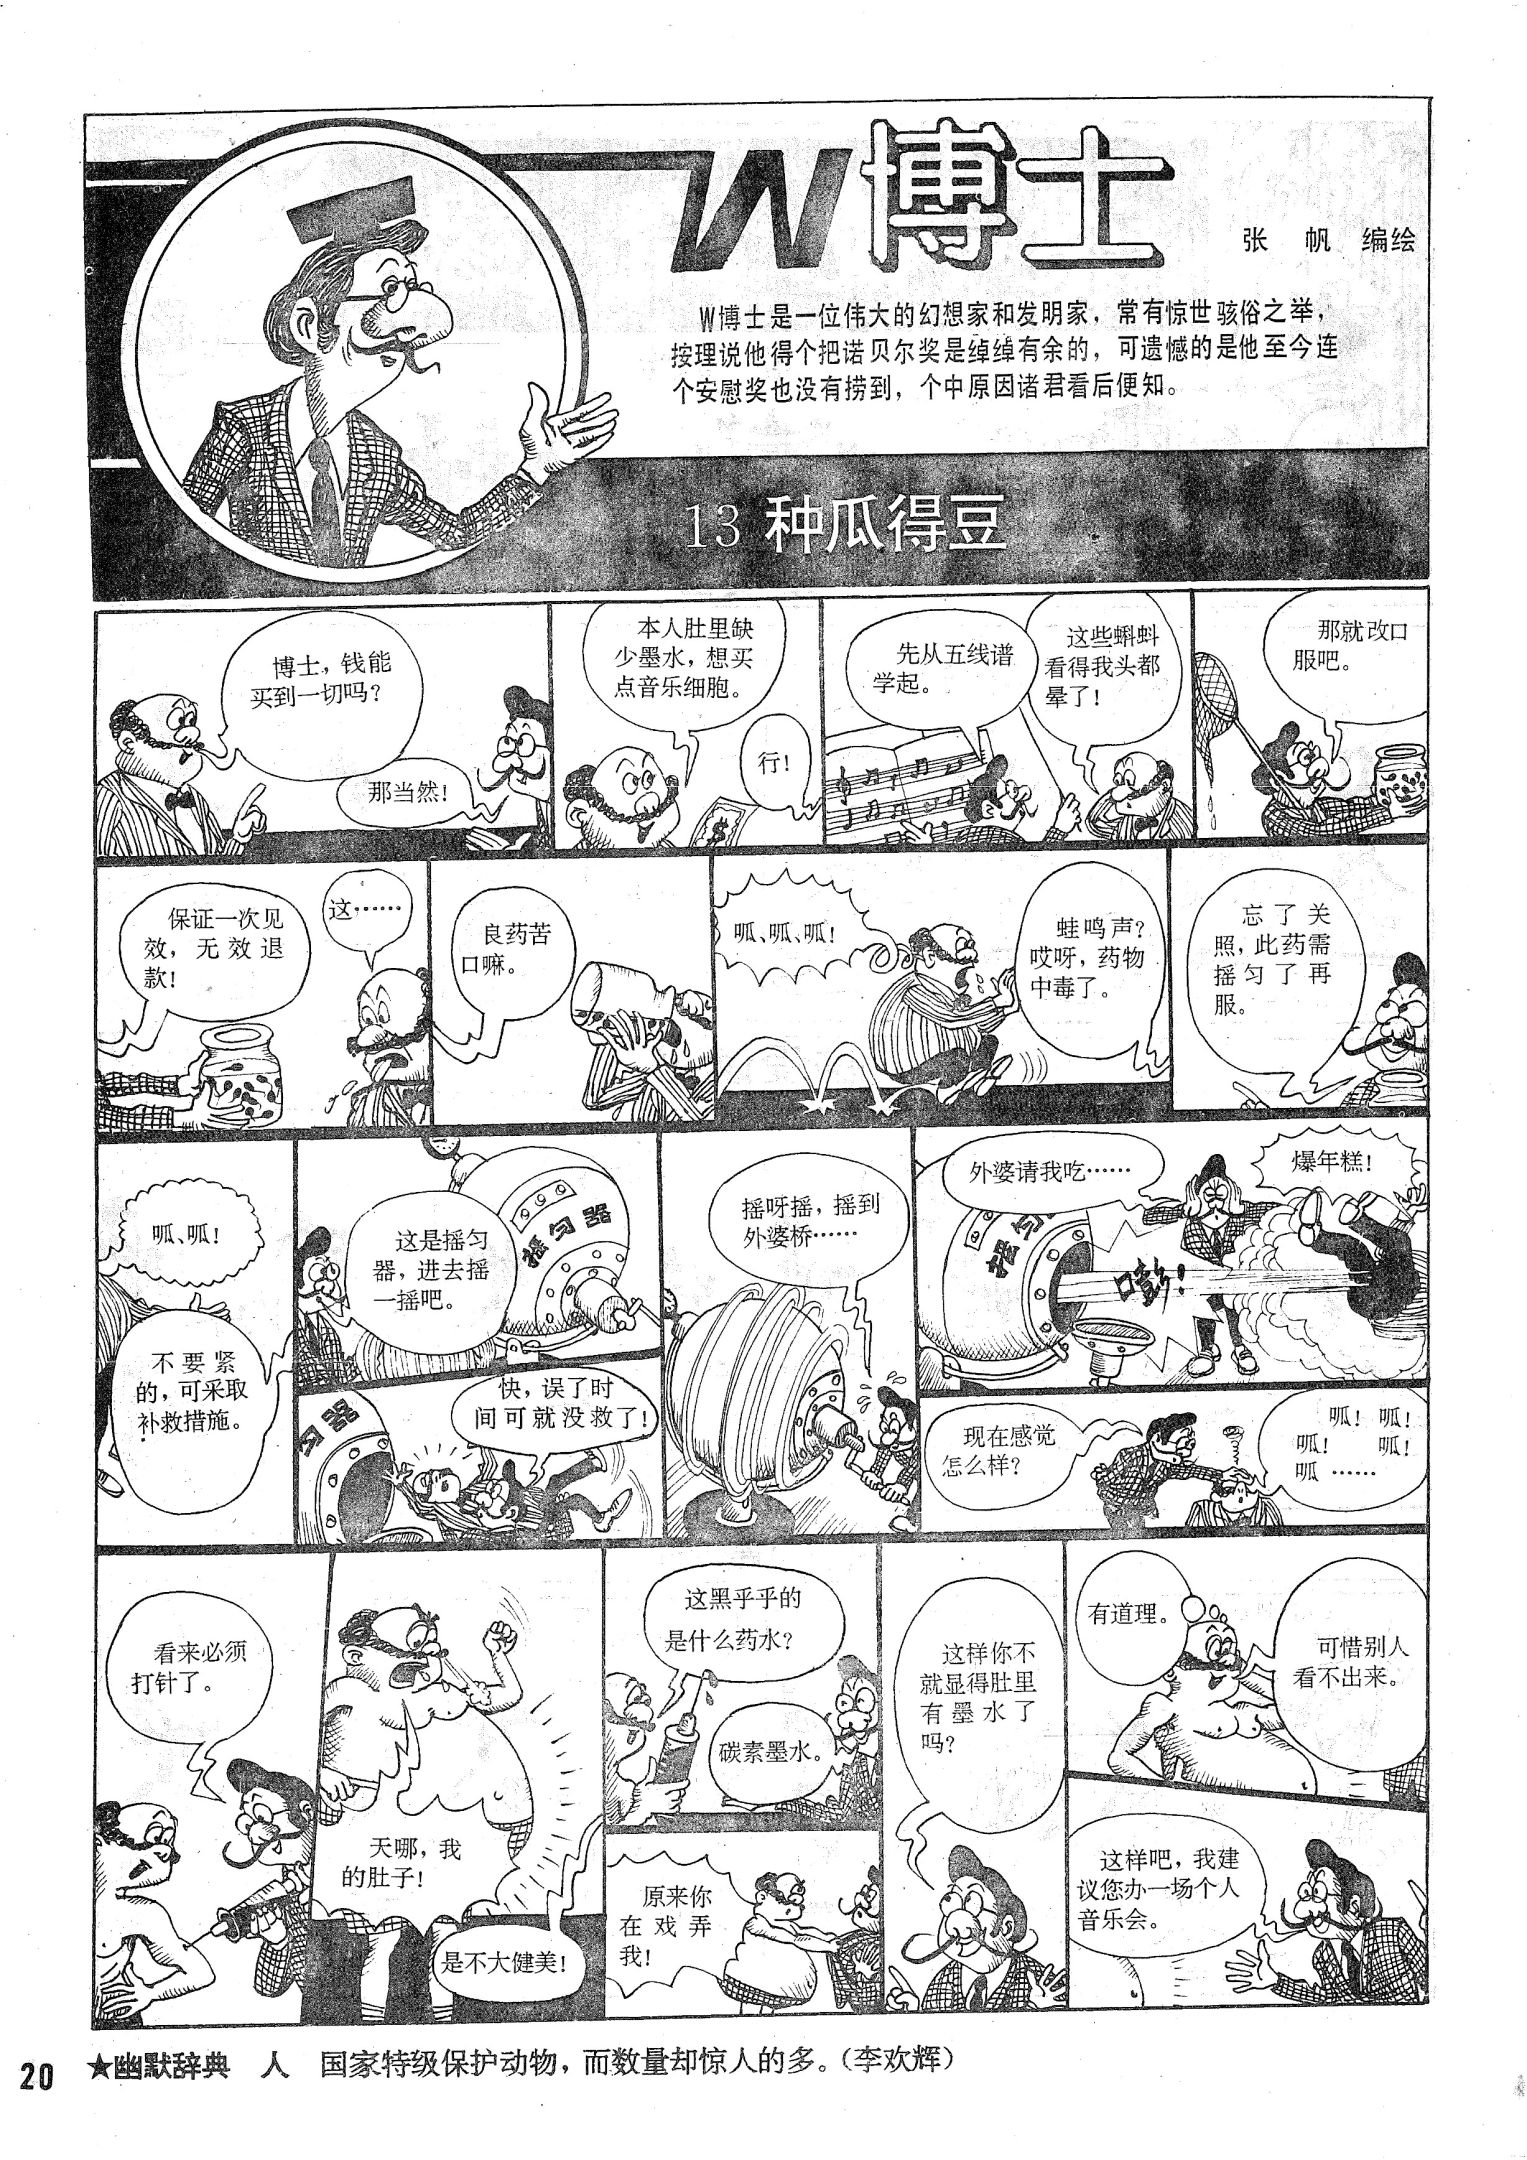 W博士
张 帆 编绘
W博士是一位伟大的幻想家和发明家，常有惊世骇俗之举，
按理说他得个把诺贝尔奖是绰绰有余的，可遗憾的是他至今连
个安慰奖也没有捞到，个中原因诸君看后便知。
13 种瓜得豆
博士，钱能
买到一切吗？
那当然！
本人肚里缺
少墨水，想买
点音乐细胞。
行！
$
先从五线谱
学起。
这些蝌蚪
看得我头都
晕了！
那就改口
服吧。
保证一次见
效，无效退
款！
这……
良药苦
口嘛。
呱、呱、呱！
蛙鸣声？
哎呀，药物
中毒了。
忘了关
照，此药需
摇匀了再
服。
呱、呱！
不要紧
的，可采取
补救措施。
这是摇匀
器，进去摇
一摇吧。
摇匀器
快，误了时
间可就没救了！
匀器
摇呀摇，摇到
外婆桥……
外婆请我吃……
爆年糕！
摇匀
嘭！
现在感觉
怎么样？
呱！呱！
呱！ 呱！
呱……
看来必须
打针了。
天哪，我
的肚子！
是不大健美！
这黑乎乎的
是什么药水？
碳素墨水。
原来你
在戏弄
我！
这样你不
就显得肚里
有墨水了
吗？
有道理。
可惜别人
看不出来。
这样吧，我建
议您办一场个人
音乐会。
20 ★幽默辞典 人 国家特级保护动物，而数量却惊人的多。（李欢辉）